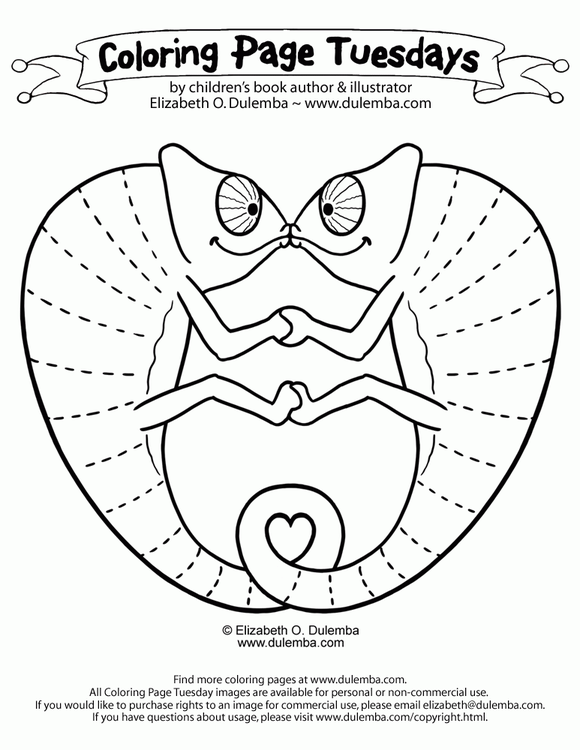 Coloring Page Tuesdays
by children's book author & illustrator
Elizabeth O. Dulemba ~ www.dulemba.com
© Elizabeth O. Dulemba
www.dulemba.com
Find more coloring pages at www.dulemba.com.
All Coloring Page Tuesday images are available for personal or non-commercial use.
If you would like to purchase rights to an image for commercial use, please email elizabeth@dulemba.com.
If you have questions about usage, please visit www.dulemba.com/copyright.html.